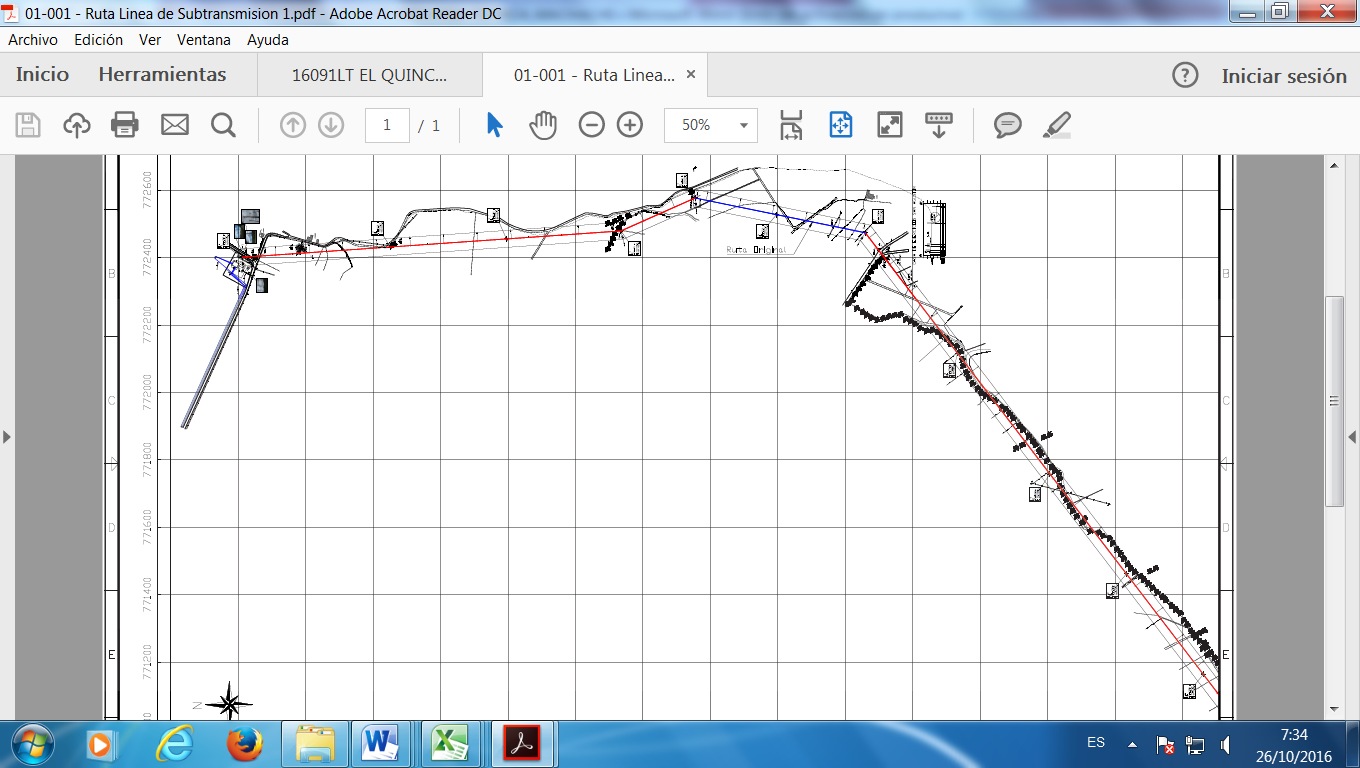 01-001 - Ruta Linea de Subtransmision 1.pdf - Adobe Acrobat Reader DC
Archivo Edición Ver Ventana Ayuda
Inicio Herramientas 16091LT EL QUINC... 01-001 - Ruta Linea... × ? Iniciar sesión
1 / 1 50%
772600
772400
772200
772000
771800
771600
771400
771200
B
C
D
E
Ruta Original
B
C
D
E
N
ES
7:34
26/10/2016